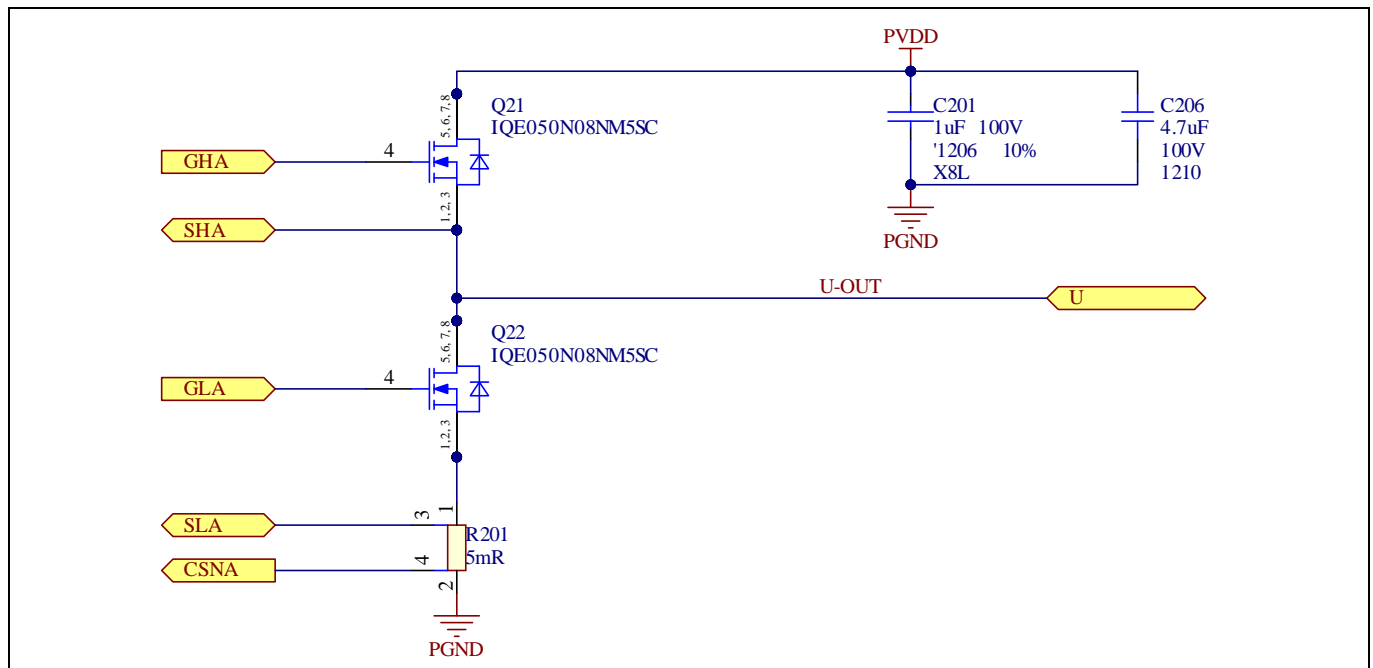 PVDD
5, 6, 7, 8
Q21
IQE050N08NM5SC
C201
1uF 100V
'1206 10%
X8L
C206
4.7uF
100V
1210
GHA
4
1, 2, 3
SHA
PGND
U-OUT
U
5, 6, 7, 8
Q22
IQE050N08NM5SC
GLA
4
1, 2, 3
SLA
3
1
R201
5mR
CSNA
4
2
PGND